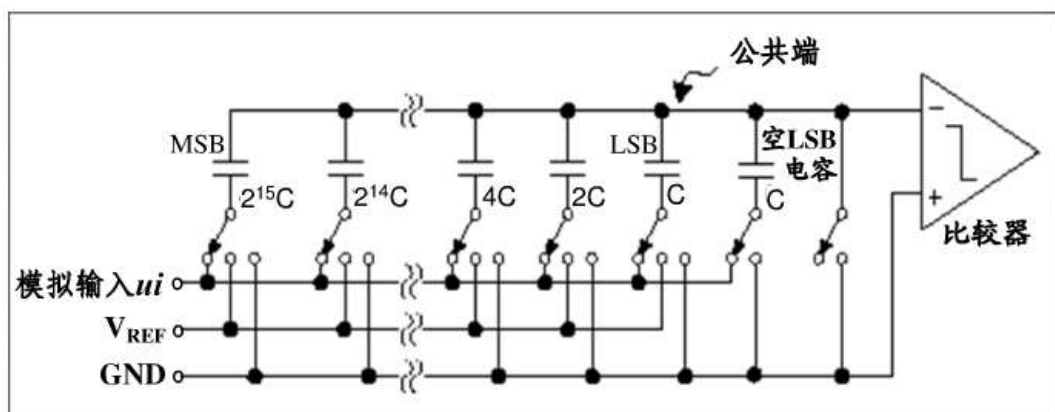 公共端
MSB
LSB
空LSB
电容
2¹⁵C
2¹⁴C
4C
2C
C
C
−
+
比较器
模拟输入ui
V_REF
GND